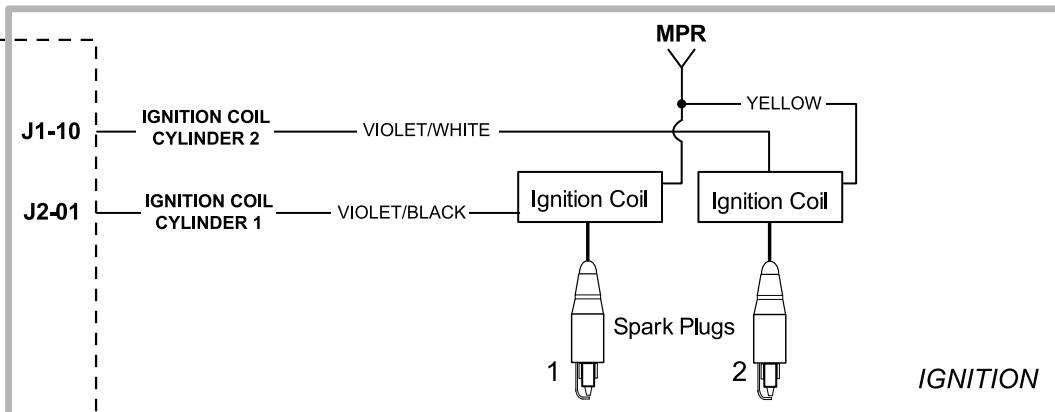 MPR
YELLOW
J1-10
IGNITION COIL
CYLINDER 2
VIOLET/WHITE
J2-01
IGNITION COIL
CYLINDER 1
VIOLET/BLACK
Ignition Coil
Ignition Coil
Spark Plugs
1
2
IGNITION